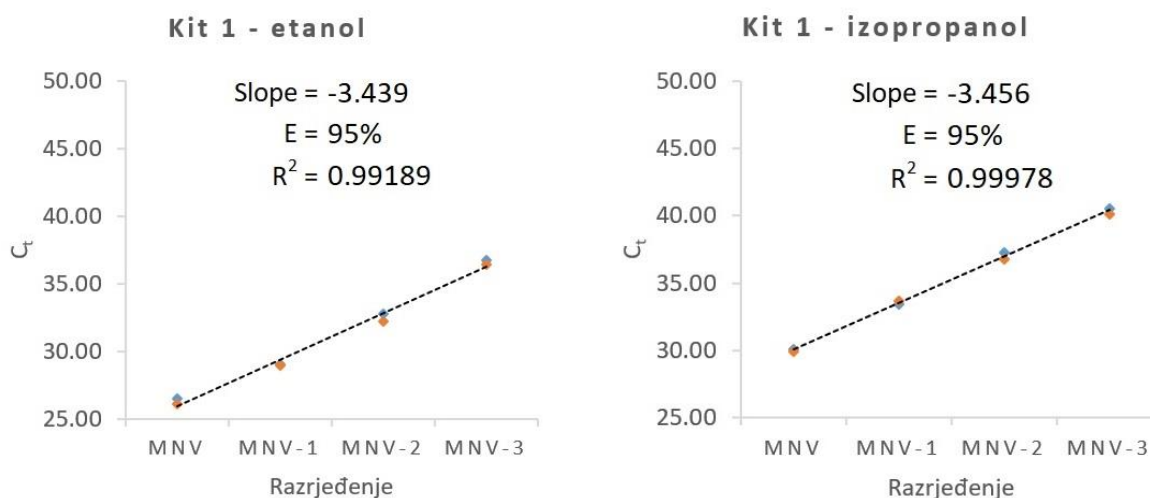 Kit 1 - etanol
Slope = -3.439
E = 95%
R² = 0.99189
50.00
45.00
40.00
35.00
30.00
25.00
Cₜ
MNV MNV-1 MNV-2 MNV-3
Razrjeđenje
Kit 1 - izopropanol
Slope = -3.456
E = 95%
R² = 0.99978
50.00
45.00
40.00
35.00
30.00
25.00
Cₜ
MNV MNV-1 MNV-2 MNV-3
Razrjeđenje